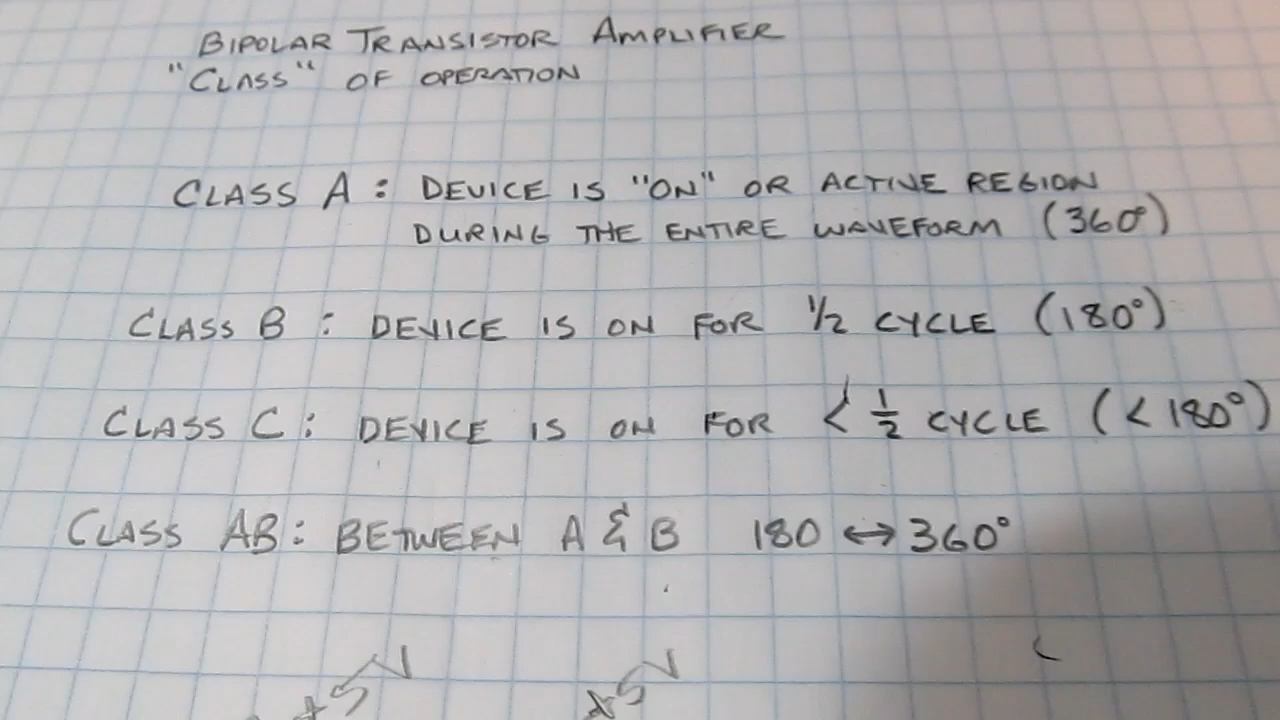 BIPOLAR TRANSISTOR AMPLIFIER
"CLASS" OF OPERATION
CLASS A : DEVICE IS "ON" OR ACTIVE REGION
DURING THE ENTIRE WAVEFORM (360°)
CLASS B : DEVICE IS ON FOR 1/2 CYCLE (180°)
CLASS C : DEVICE IS ON FOR < 1/2 CYCLE (< 180°)
CLASS AB : BETWEEN A & B 180 ↔ 360°
+5V +5V